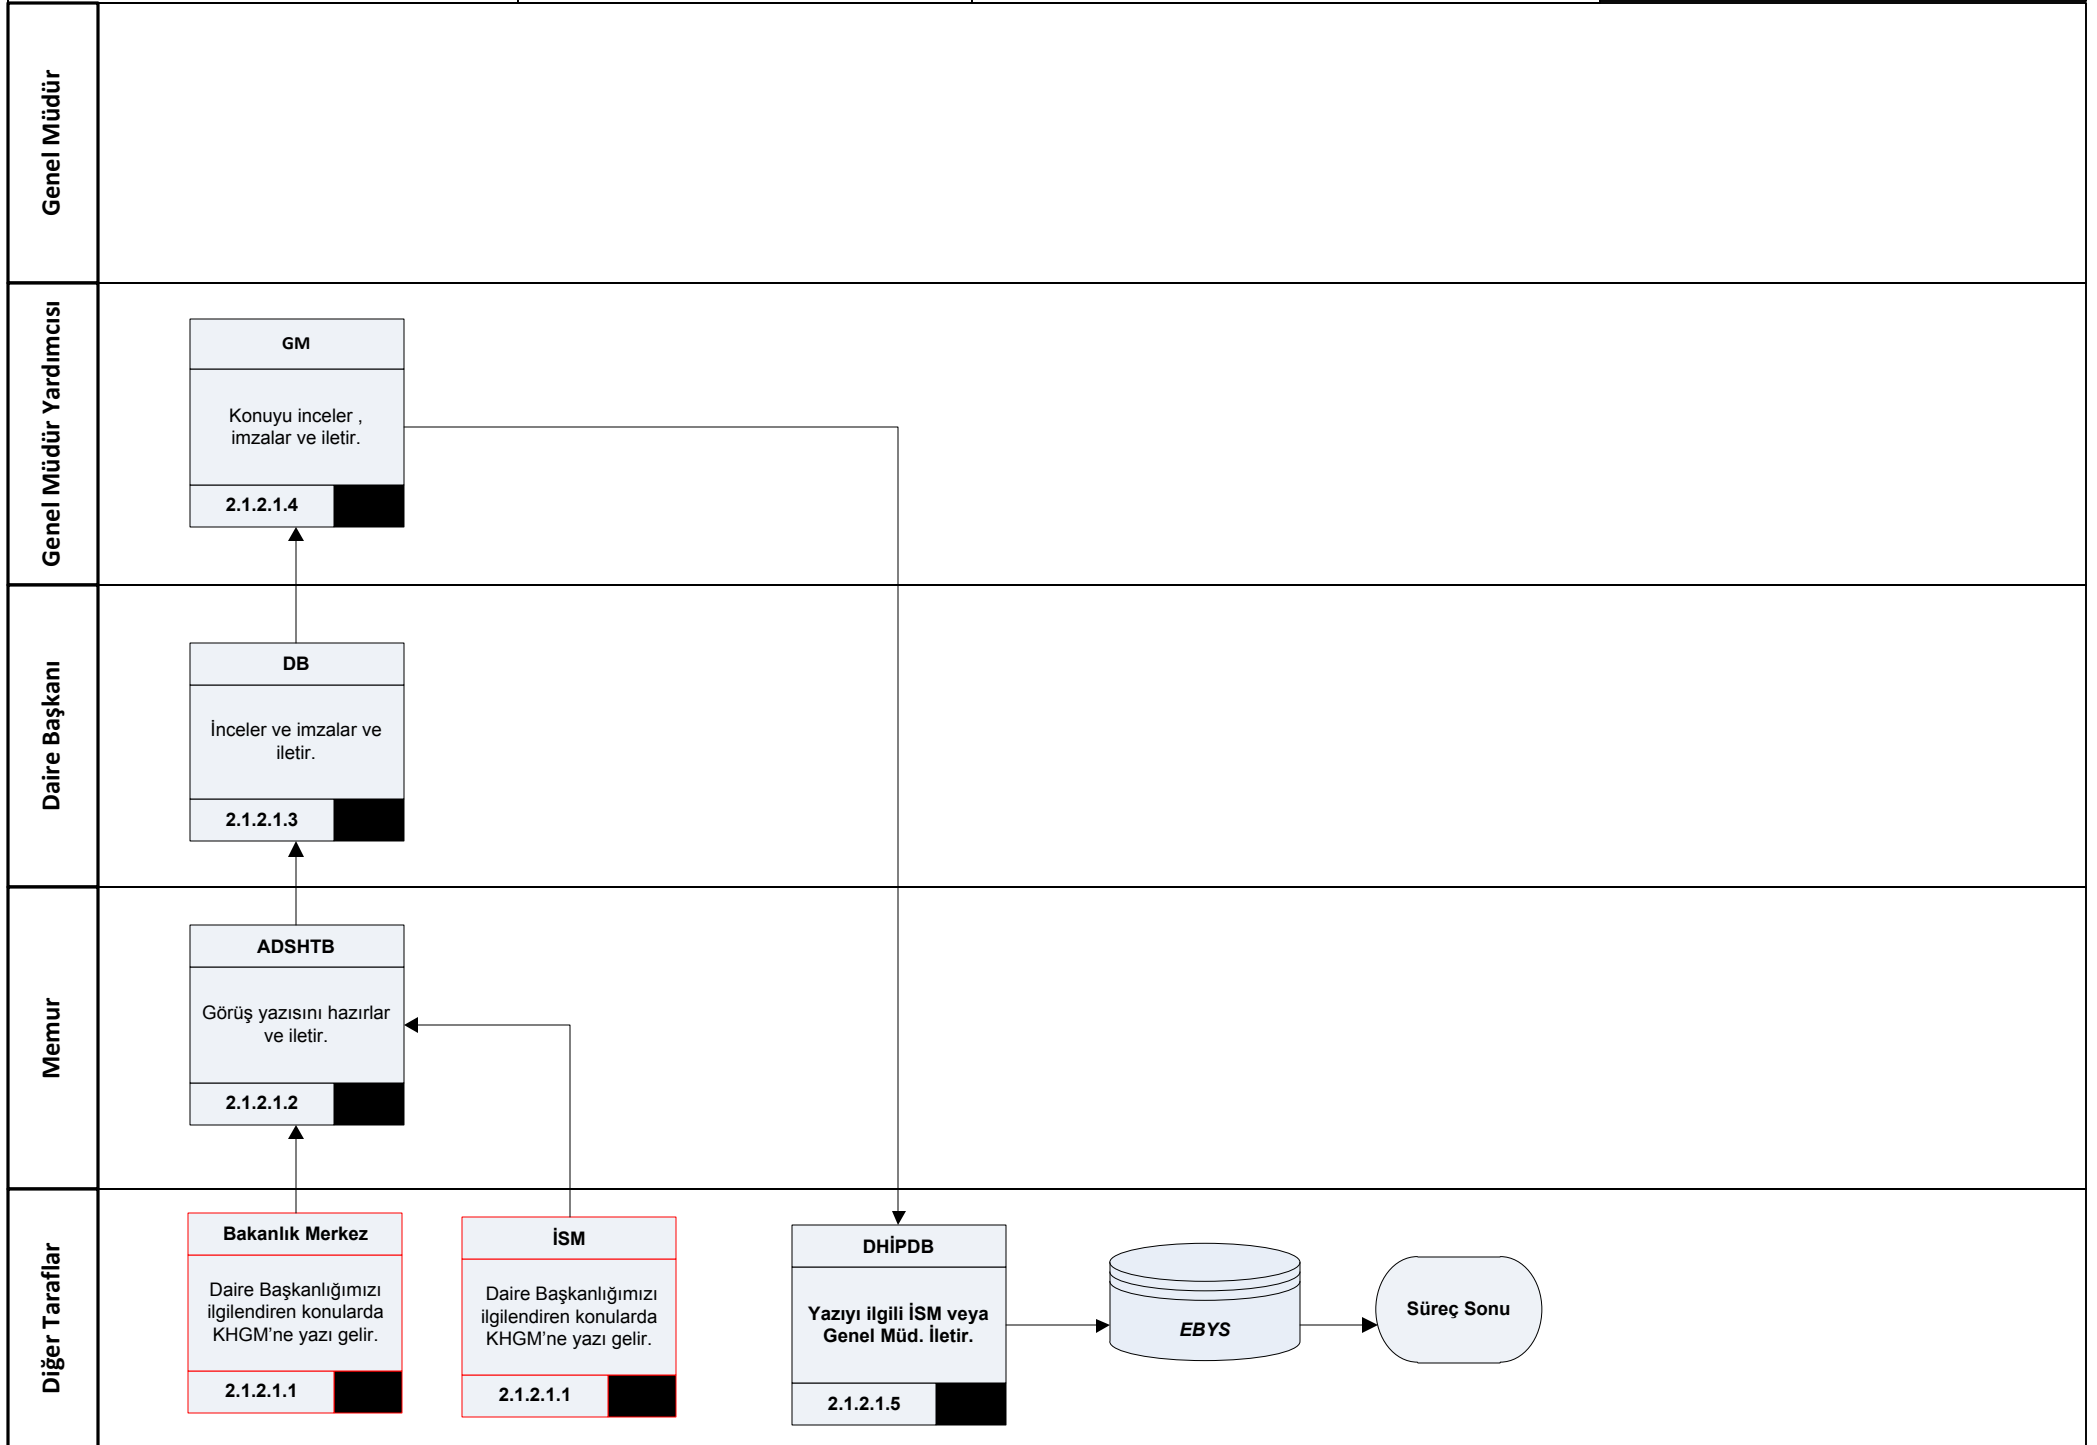 Genel Müdür
Genel Müdür Yardımcısı
GM
Konuyu inceler ,
imzalar ve iletir.
2.1.2.1.4
Daire Başkanı
DB
İnceler ve imzalar ve
iletir.
2.1.2.1.3
Memur
ADSHTB
Görüş yazısını hazırlar
ve iletir.
2.1.2.1.2
Diğer Taraflar
Bakanlık Merkez
Daire Başkanlığımızı
ilgilendiren konularda
KHGM’ne yazı gelir.
2.1.2.1.1
İSM
Daire Başkanlığımızı
ilgilendiren konularda
KHGM’ne yazı gelir.
2.1.2.1.1
DHİPDB
Yazıyı ilgili İSM veya
Genel Müd. İletir.
2.1.2.1.5
EBYS
Süreç Sonu